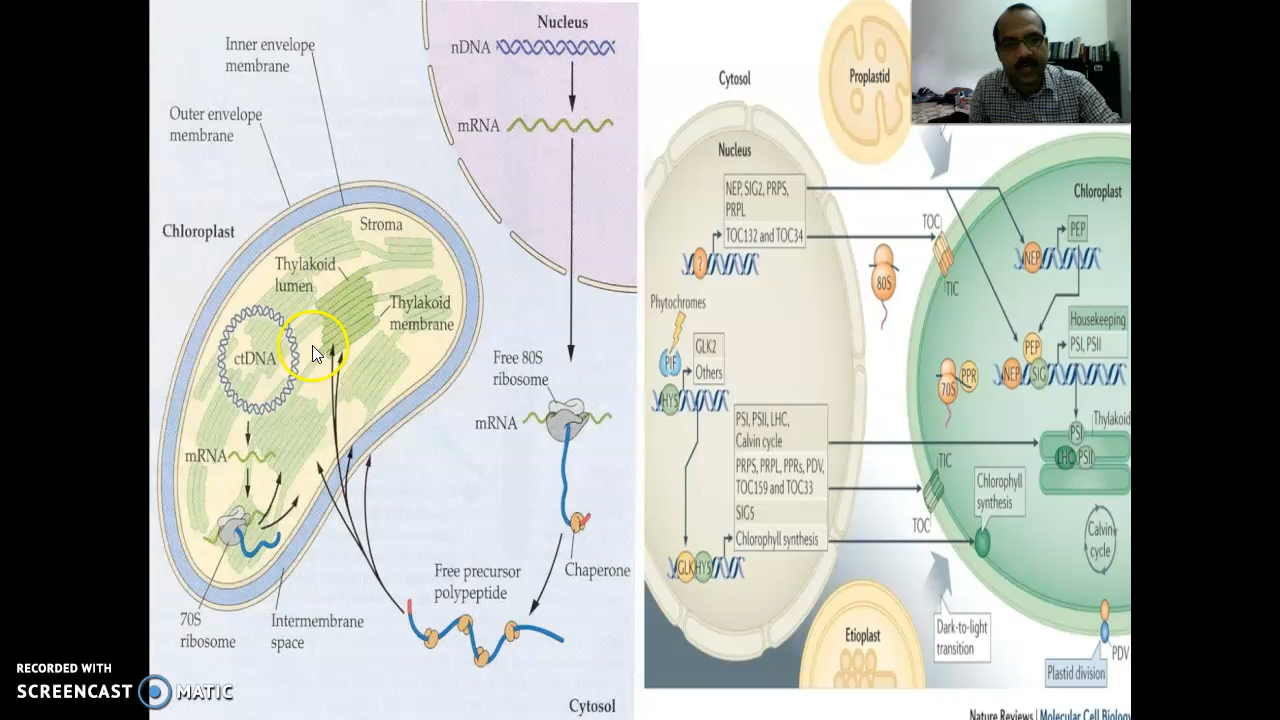 Nucleus
nDNA
mRNA
Inner envelope
membrane
Outer envelope
membrane
Chloroplast
Stroma
Thylakoid
lumen
Thylakoid
membrane
ctDNA
mRNA
70S
ribosome
Intermembrane
space
Free 80S
ribosome
mRNA
Chaperone
Free precursor
polypeptide
Cytosol
Cytosol
Proplastid
Nucleus
NEP, SIG2, PRPS,
PRPL
TOC132 and TOC34
?
Phytochromes
PIF
HY5
GLK2
Others
PSI, PSII, LHC,
Calvin cycle
PRPS, PRPL, PPRs, PDV,
TOC159 and TOC33
SIG5
Chlorophyll synthesis
GLK
HY5
80S
TOC
TIC
Chloroplast
PEP
NEP
Housekeeping
PSI, PSII
PEP
NEP
SIG
70S
PPR
Thylakoid
PSI
LHC
PSII
TIC
TOC
Chlorophyll
synthesis
Calvin
cycle
Etioplast
Dark-to-light
transition
PDV
Plastid division
Nature Reviews | Molecular Cell Biology
RECORDED WITH
SCREENCAST MATIC